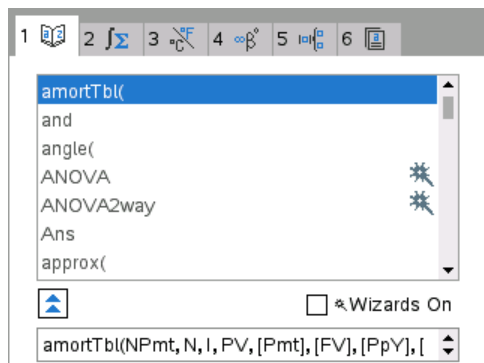 1 2 ∫Σ 3 °C °F 4 ∞β° 5 6 a
amortTbl(
and
angle(
ANOVA
ANOVA2way
Ans
approx(
Wizards On
amortTbl(NPmt, N, I, PV, [Pmt], [FV], [PpY], [